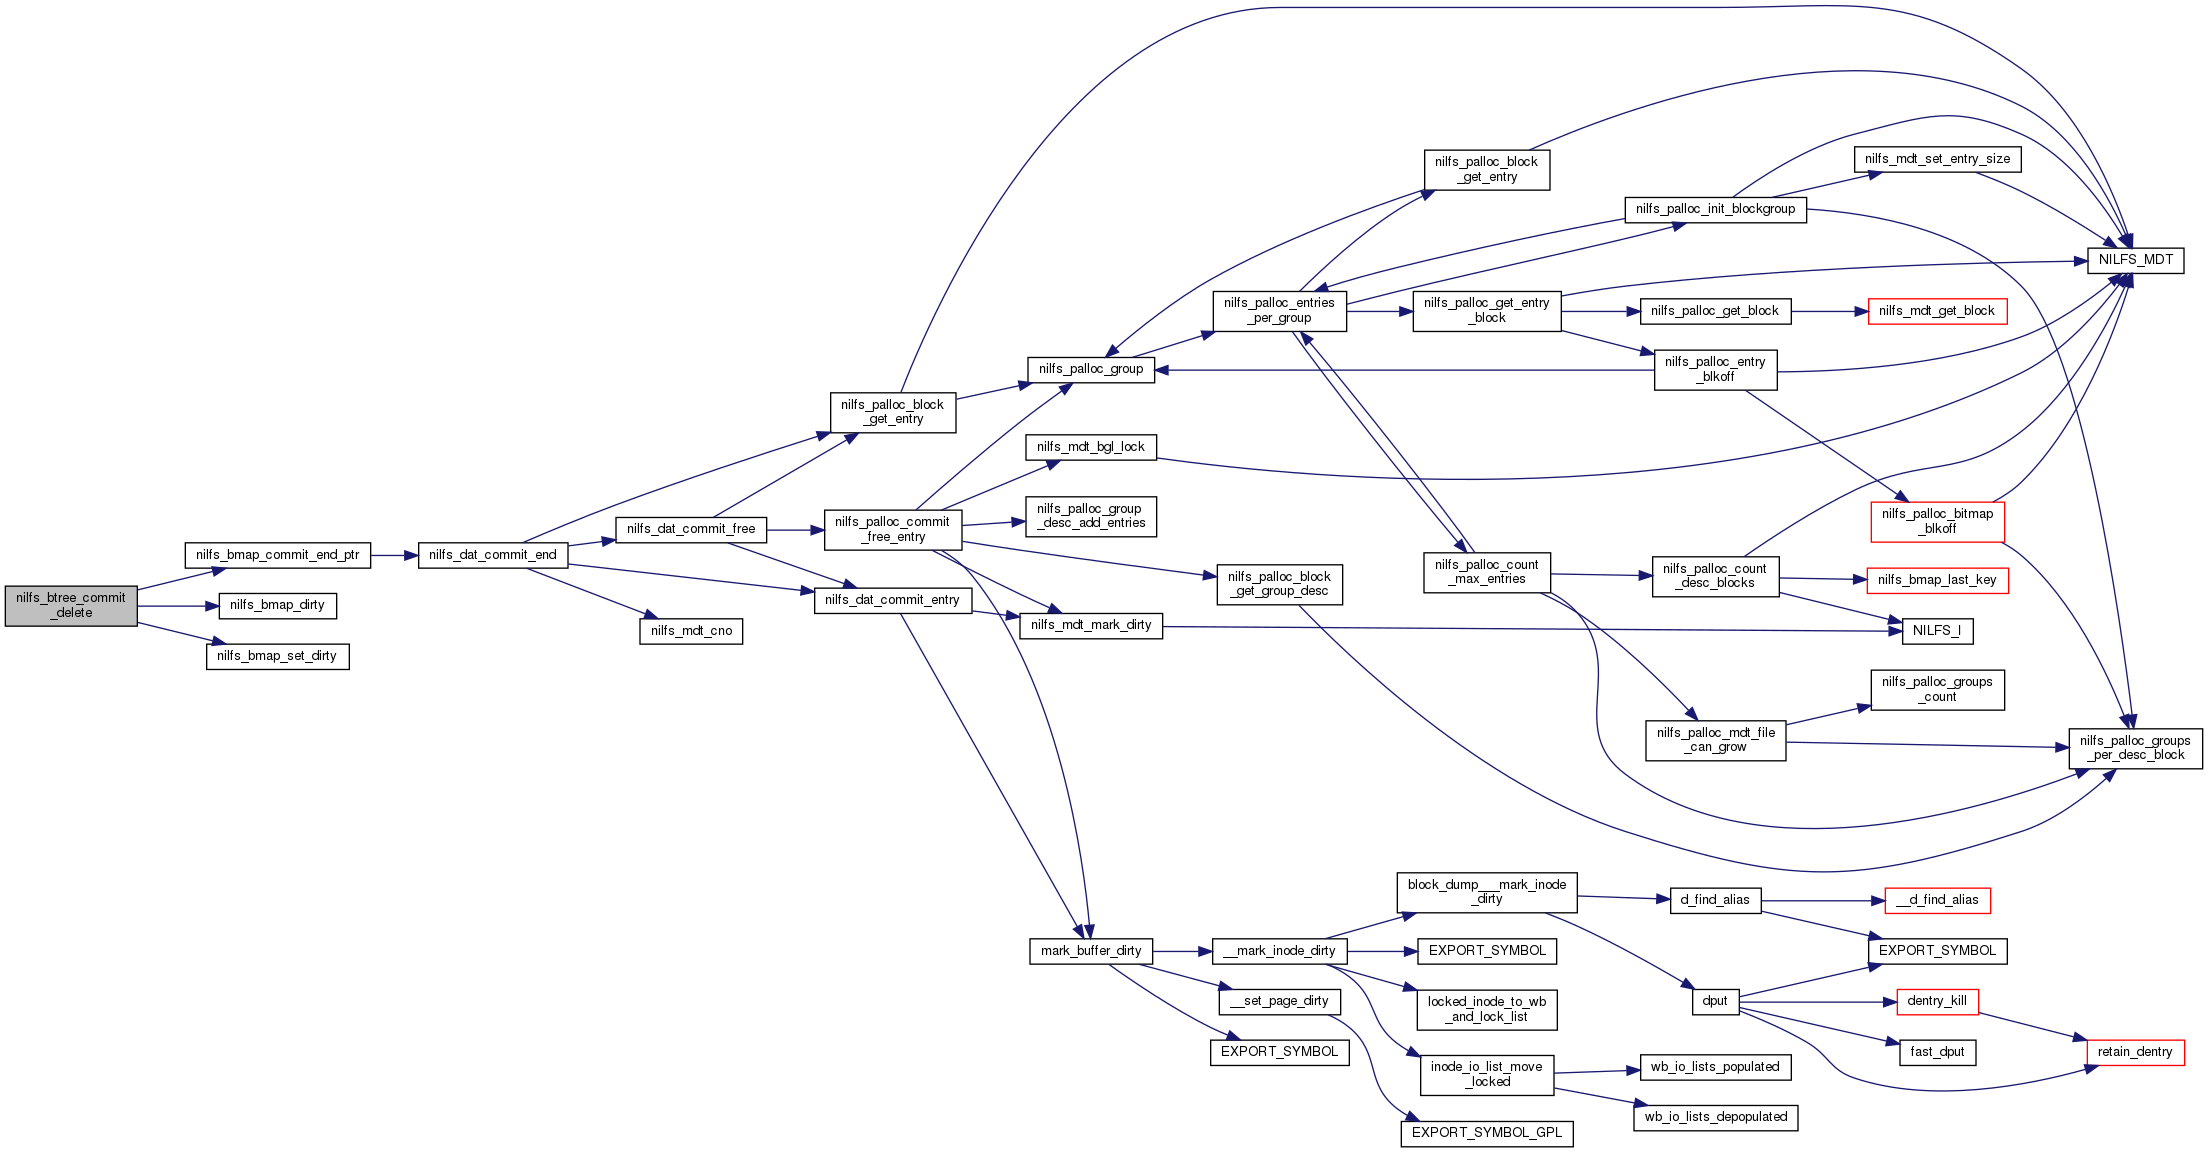 nilfs_btree_commit
_delete
nilfs_bmap_commit_end_ptr
nilfs_bmap_dirty
nilfs_bmap_set_dirty
nilfs_dat_commit_end
nilfs_dat_commit_free
nilfs_mdt_cno
nilfs_palloc_block
_get_entry
nilfs_palloc_commit
_free_entry
nilfs_dat_commit_entry
nilfs_palloc_group
nilfs_mdt_bgl_lock
nilfs_palloc_group
_desc_add_entries
nilfs_mdt_mark_dirty
mark_buffer_dirty
nilfs_palloc_entries
_per_group
nilfs_palloc_block
_get_group_desc
__mark_inode_dirty
__set_page_dirty
EXPORT_SYMBOL
nilfs_palloc_block
_get_entry
nilfs_palloc_get_entry
_block
nilfs_palloc_count
_max_entries
block_dump___mark_inode
_dirty
EXPORT_SYMBOL
locked_inode_to_wb
_and_lock_list
inode_io_list_move
_locked
EXPORT_SYMBOL_GPL
nilfs_palloc_init_blockgroup
nilfs_palloc_get_block
nilfs_palloc_entry
_blkoff
nilfs_palloc_count
_desc_blocks
nilfs_palloc_mdt_file
_can_grow
d_find_alias
dput
wb_io_lists_populated
wb_io_lists_depopulated
nilfs_mdt_set_entry_size
nilfs_mdt_get_block
nilfs_palloc_bitmap
_blkoff
nilfs_bmap_last_key
NILFS_I
nilfs_palloc_groups
_count
__d_find_alias
EXPORT_SYMBOL
dentry_kill
fast_dput
NILFS_MDT
nilfs_palloc_groups
_per_desc_block
retain_dentry